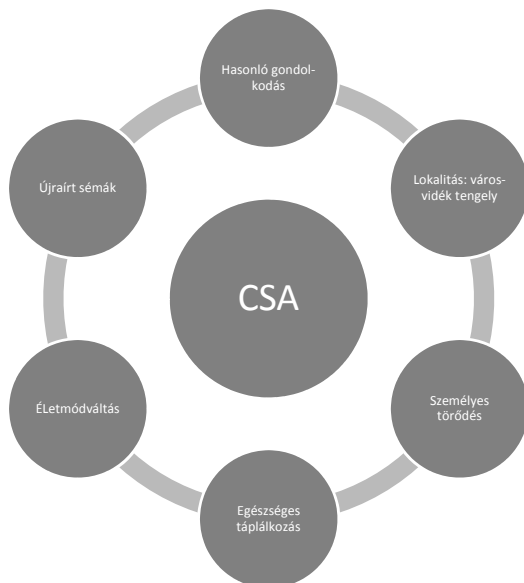 Hasonló gondol-
kodás
Lokalitás: város-
vidék tengely
Személyes
törődés
Egészséges
táplálkozás
ÉLetmódváltás
Újraírt sémák
CSA